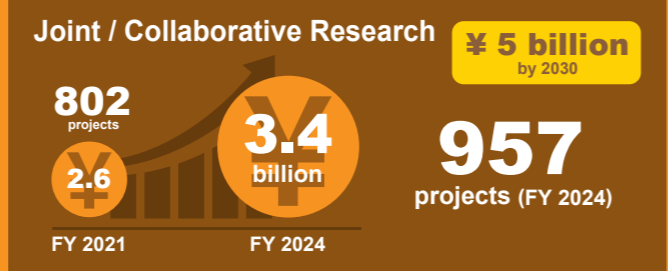 Joint / Collaborative Research
¥ 5 billion
by 2030
802
projects
¥
2.6
¥
3.4
billion
957
projects (FY 2024)
FY 2021
FY 2024